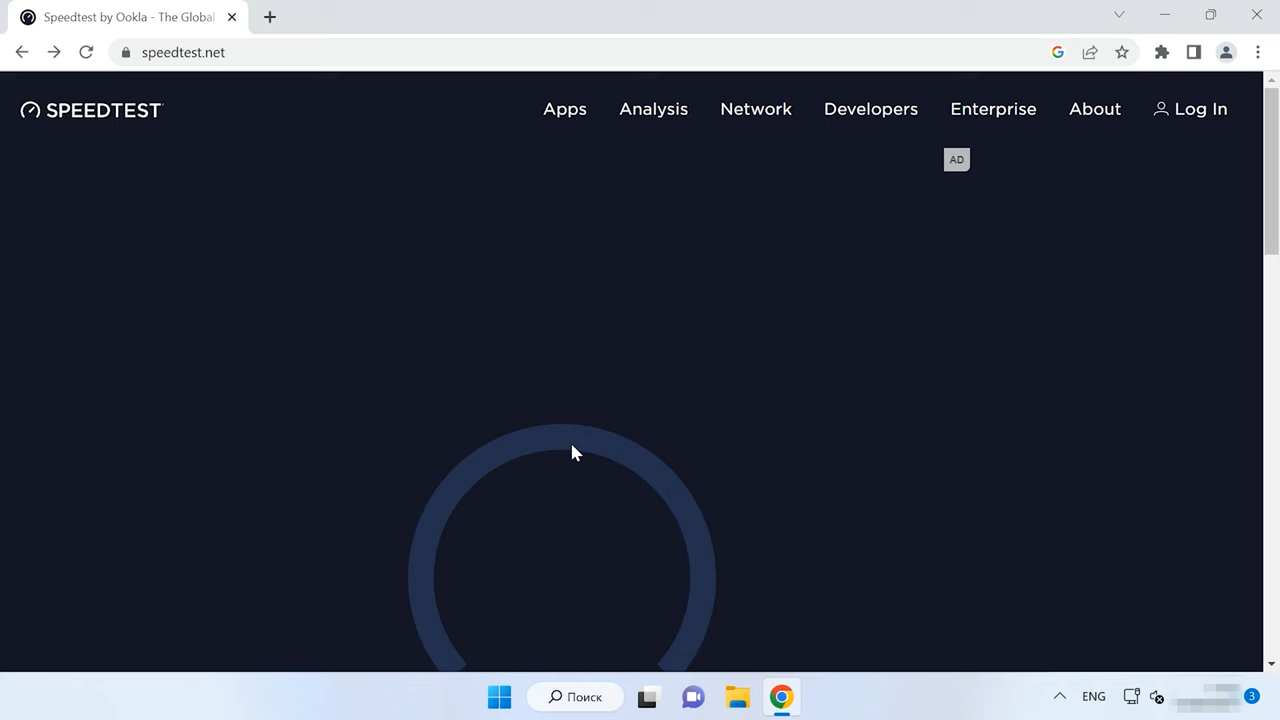 Speedtest by Ookla - The Global
speedtest.net
SPEEDTEST
Apps Analysis Network Developers Enterprise About Log In
AD
Поиск
ENG
3